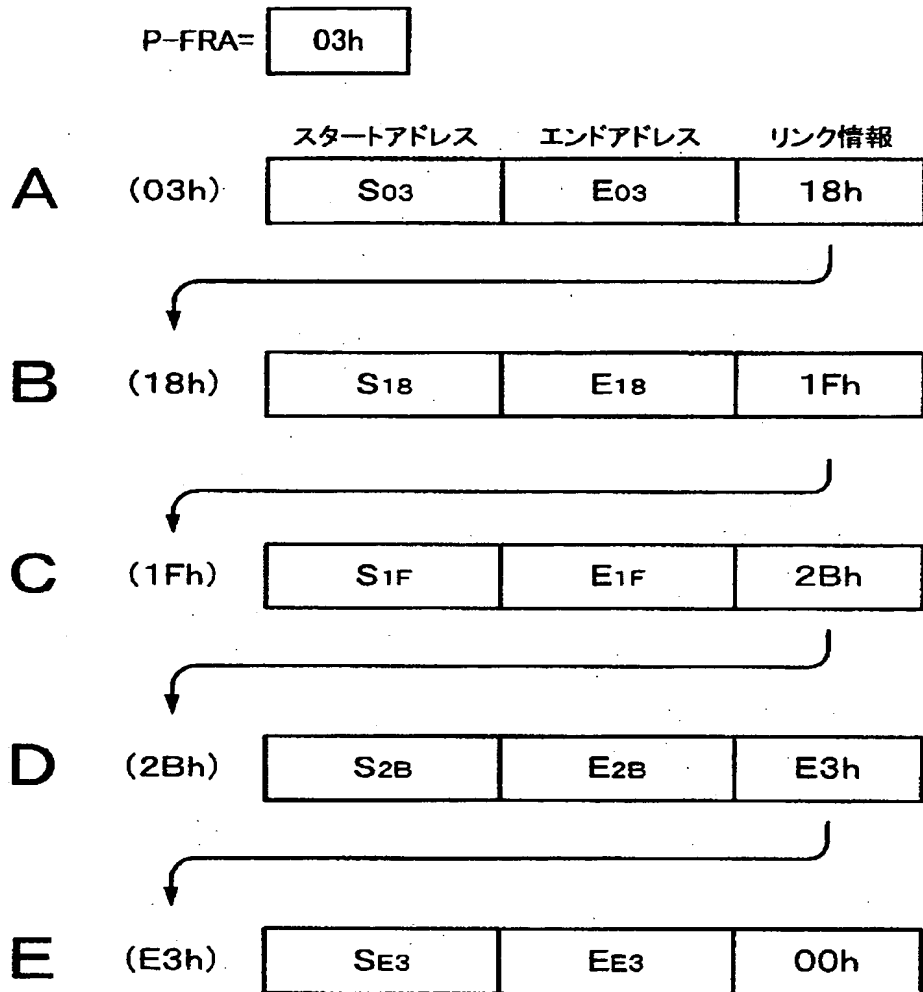 P-FRA= 03h
スタートアドレス エンドアドレス リンク情報
A (03h) S03 E03 18h
B (18h) S18 E18 1Fh
C (1Fh) S1F E1F 2Bh
D (2Bh) S2B E2B E3h
E (E3h) SE3 EE3 00h